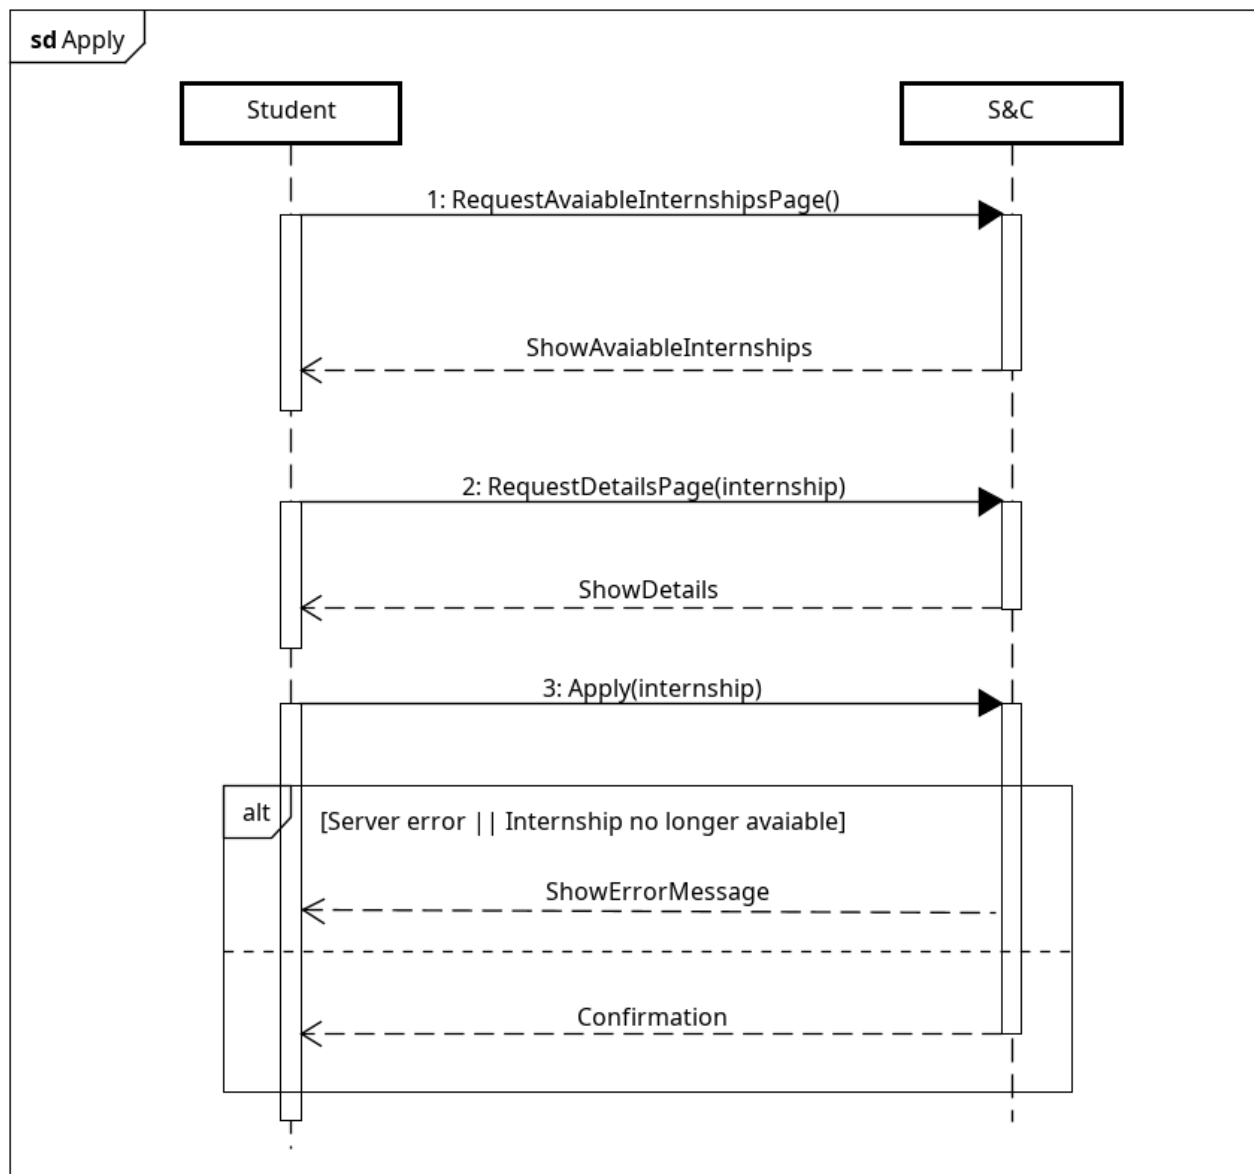 sd Apply
Student
S&C
1: RequestAvaiableInternshipsPage()
ShowAvaiableInternships
2: RequestDetailsPage(internship)
ShowDetails
3: Apply(internship)
alt
[Server error || Internship no longer avaiable]
ShowErrorMessage
Confirmation